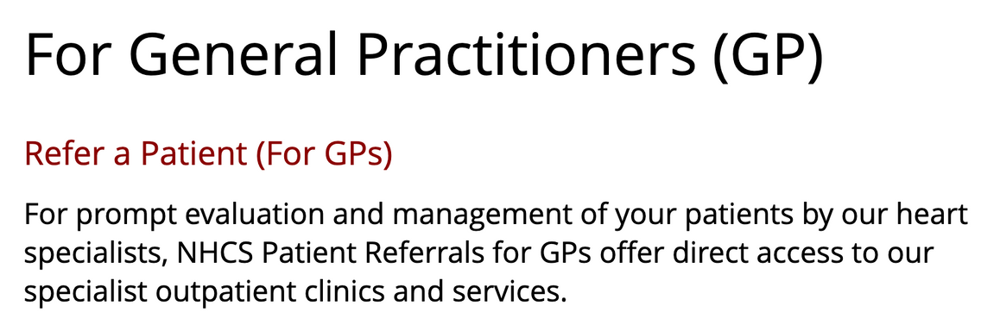 For General Practitioners (GP)
Refer a Patient (For GPs)
For prompt evaluation and management of your patients by our heart
specialists, NHCS Patient Referrals for GPs offer direct access to our
specialist outpatient clinics and services.